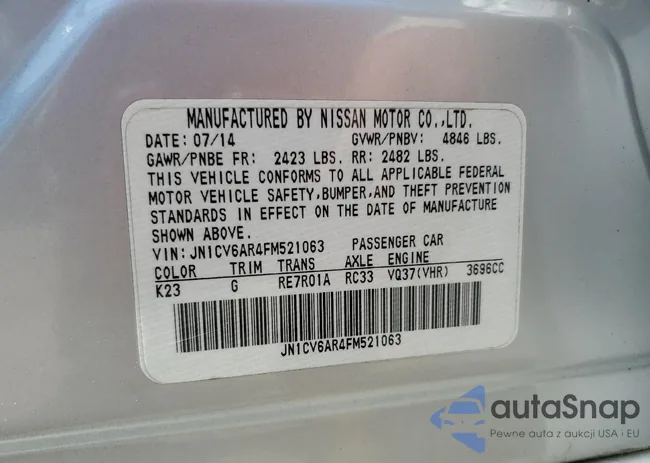 MANUFACTURED BY NISSAN MOTOR CO.,LTD.
DATE: 07/14 GVWR/PNBV: 4846 LBS.
GAWR/PNBE FR: 2423 LBS. RR: 2482 LBS.
THIS VEHICLE CONFORMS TO ALL APPLICABLE FEDERAL
MOTOR VEHICLE SAFETY,BUMPER,AND THEFT PREVENTION
STANDARDS IN EFFECT ON THE DATE OF MANUFACTURE
SHOWN ABOVE.
VIN: JN1CV6AR4FM521063 PASSENGER CAR
COLOR TRIM TRANS AXLE ENGINE
K23 G RE7R01A RC33 VQ37(VHR) 3696CC
JN1CV6AR4FM521063
autoSnap
Pewne auta z aukcji USA i EU